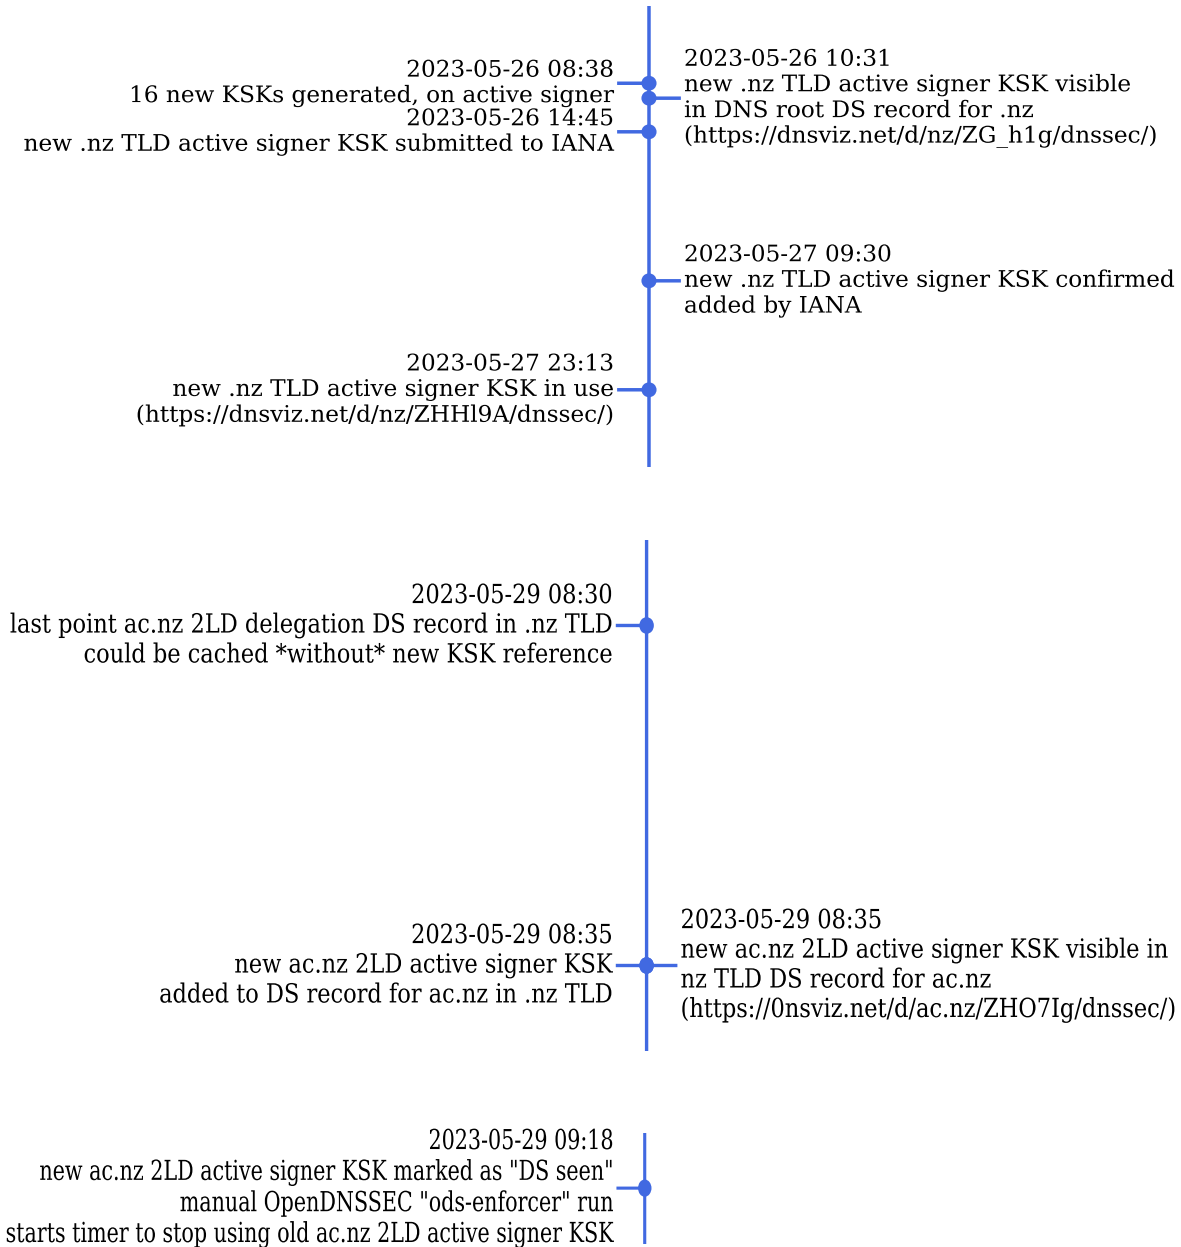 2023-05-26 08:38
16 new KSKs generated, on active signer
2023-05-26 10:31
new .nz TLD active signer KSK visible
in DNS root DS record for .nz
(https://dnsviz.net/d/nz/ZG_h1g/dnssec/)
2023-05-26 14:45
new .nz TLD active signer KSK submitted to IANA
2023-05-27 09:30
new .nz TLD active signer KSK confirmed
added by IANA
2023-05-27 23:13
new .nz TLD active signer KSK in use
(https://dnsviz.net/d/nz/ZHHl9A/dnssec/)
2023-05-29 08:30
last point ac.nz 2LD delegation DS record in .nz TLD
could be cached *without* new KSK reference
2023-05-29 08:35
new ac.nz 2LD active signer KSK
added to DS record for ac.nz in .nz TLD
2023-05-29 08:35
new ac.nz 2LD active signer KSK visible in
nz TLD DS record for ac.nz
(https://0nsviz.net/d/ac.nz/ZHO7Ig/dnssec/)
2023-05-29 09:18
new ac.nz 2LD active signer KSK marked as "DS seen"
manual OpenDNSSEC "ods-enforcer" run
starts timer to stop using old ac.nz 2LD active signer KSK